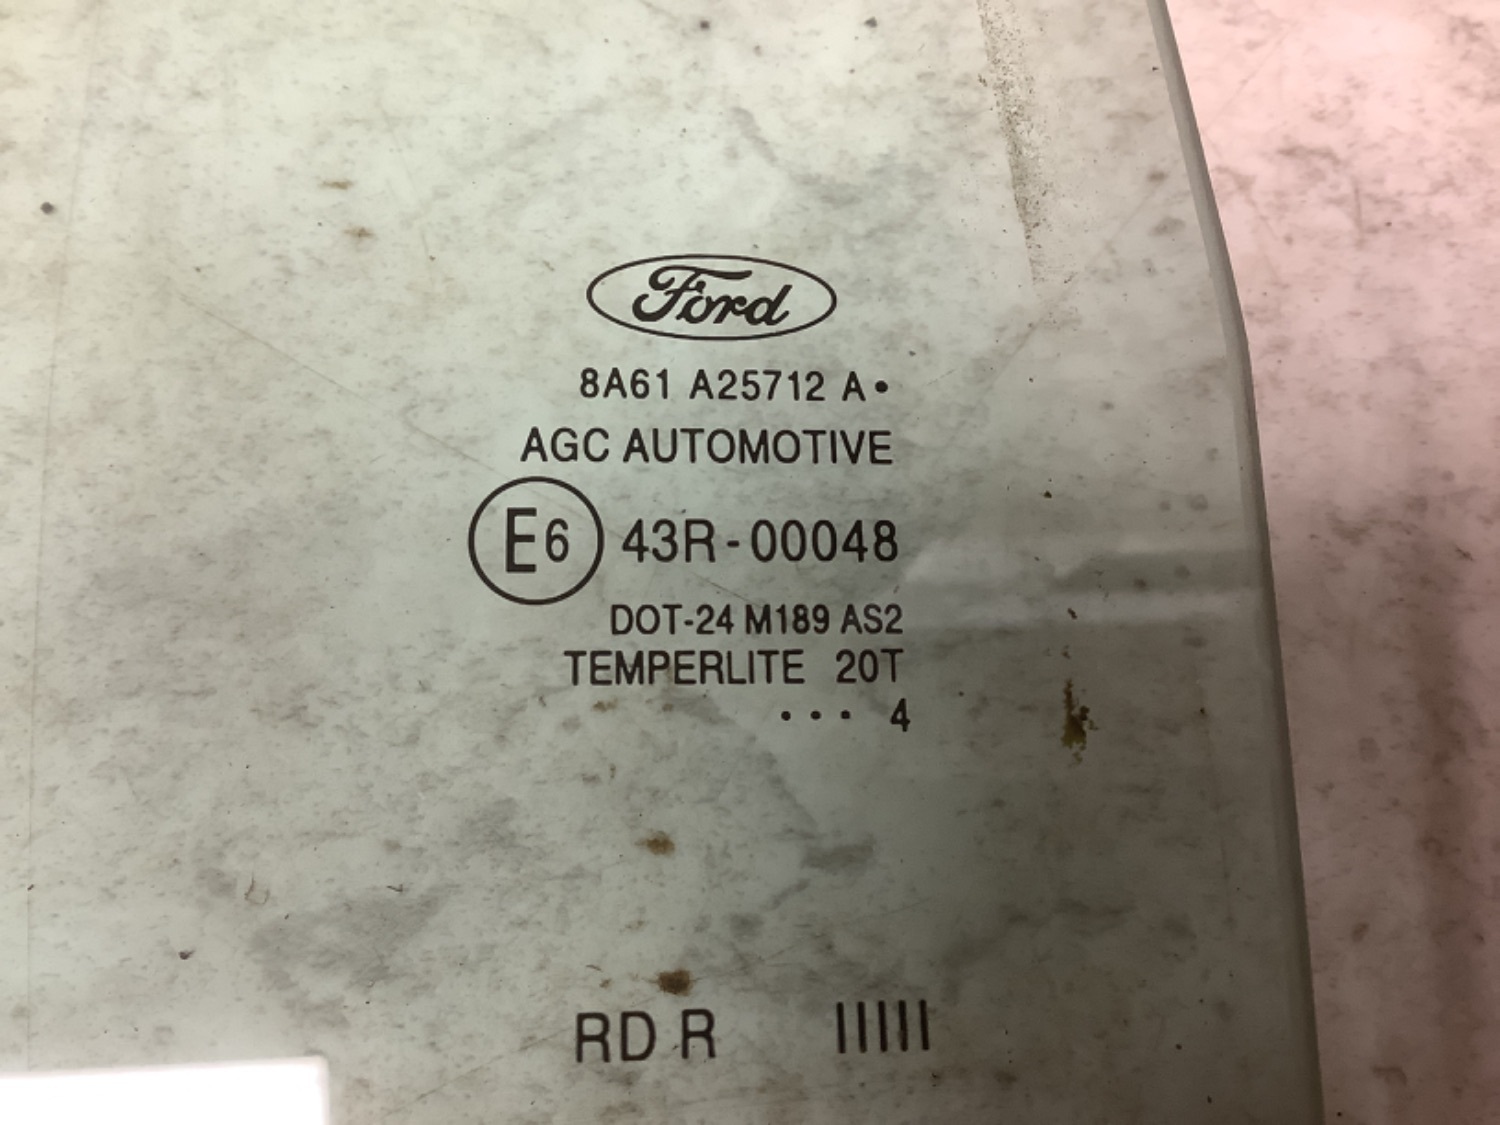 Ford
8A61 A25712 A•
AGC AUTOMOTIVE
E6 43R-00048
DOT-24 M189 AS2
TEMPERLITE 20T
••• 4
RD R IIIII